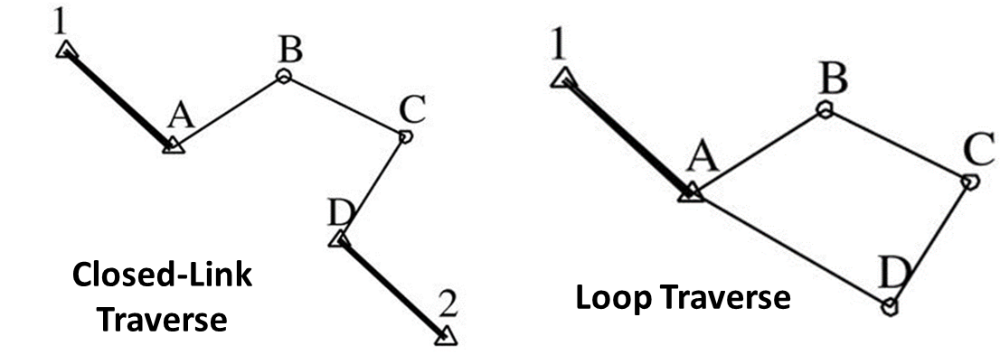 1
B
A
C
D
2
Closed-Link
Traverse
1
B
A
C
D
Loop Traverse